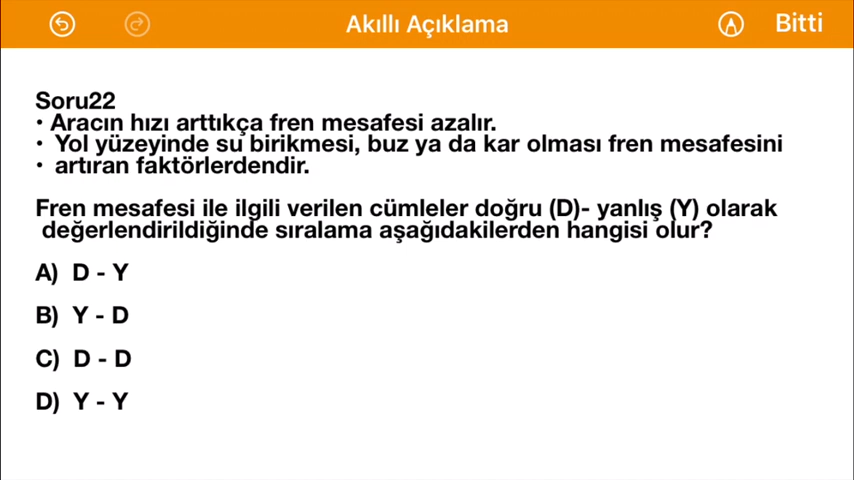 Akıllı Açıklama
Bitti
Soru22
• Aracın hızı arttıkça fren mesafesi azalır.
• Yol yüzeyinde su birikmesi, buz ya da kar olması fren mesafesini
• artıran faktörlerdendir.
Fren mesafesi ile ilgili verilen cümleler doğru (D)- yanlış (Y) olarak
değerlendirildiğinde sıralama aşağıdakilerden hangisi olur?
A) D - Y
B) Y - D
C) D - D
D) Y - Y